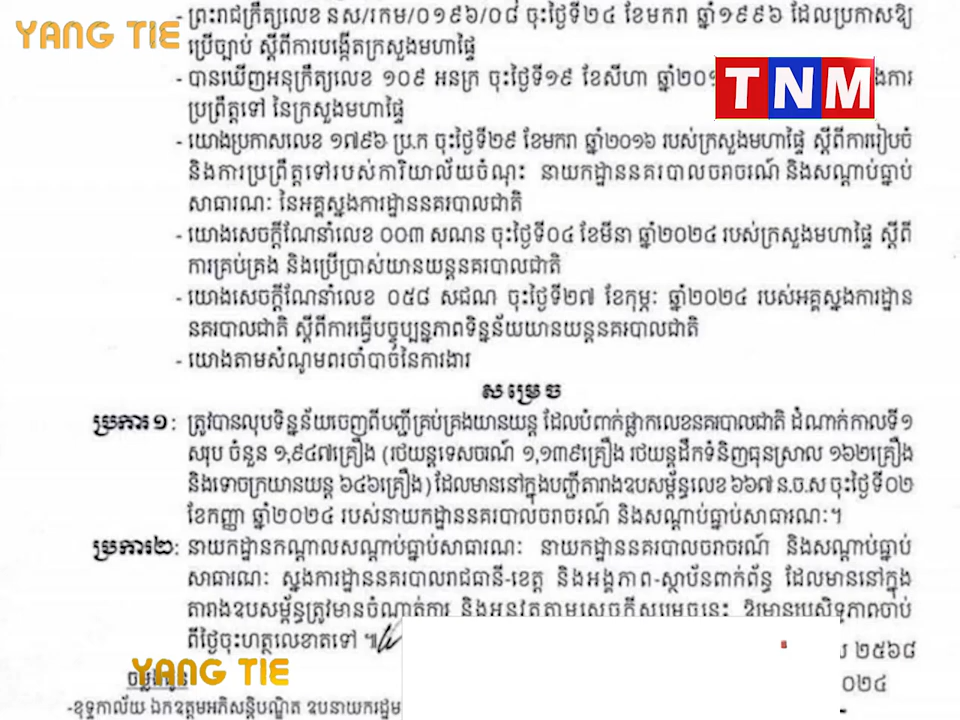 YANG TIE
- ព្រះរាជក្រឹត្យលេខ នស/រកម/០១៩៦/០៨ ចុះថ្ងៃទី២៤ ខែមករា ឆ្នាំ១៩៩៦ ដែលប្រកាសឱ្យ
ប្រើច្បាប់ ស្តីពីការបង្កើតក្រសួងមហាផ្ទៃ
TNM
- បានឃើញអនុក្រឹត្យលេខ ១០៩ អនក្រ ចុះថ្ងៃទី១៩ ខែសីហា ឆ្នាំ២០
ប្រព្រឹត្តទៅ នៃក្រសួងមហាផ្ទៃ
- យោងប្រកាសលេខ ១៧៩៦ ប្រ.ក ចុះថ្ងៃទី២៩ ខែមករា ឆ្នាំ២០១៦ របស់ក្រសួងមហាផ្ទៃ ស្តីពីការរៀបចំ
និងការប្រព្រឹត្តទៅរបស់ការិយាល័យចំណុះ នាយកដ្ឋាននគរបាលចរាចរណ៍ និងសណ្តាប់ធ្នាប់
សាធារណៈ នៃអគ្គស្នងការដ្ឋាននគរបាលជាតិ
- យោងសេចក្តីណែនាំលេខ ០០៣ សណន ចុះថ្ងៃទី០៤ ខែមីនា ឆ្នាំ២០២៤ របស់ក្រសួងមហាផ្ទៃ ស្តីពី
ការគ្រប់គ្រង និងប្រើប្រាស់យានយន្តនគរបាលជាតិ
- យោងសេចក្តីណែនាំលេខ ០៥៨ សជណ ចុះថ្ងៃទី២៧ ខែកុម្ភៈ ឆ្នាំ២០២៤ របស់អគ្គស្នងការដ្ឋាន
នគរបាលជាតិ ស្តីពីការធ្វើបច្ចុប្បន្នភាពទិន្នន័យយានយន្តនគរបាលជាតិ
- យោងតាមសំណូមពរចាំបាច់នៃការងារ
សម្រេច
ប្រការ១: ត្រូវបានលុបទិន្នន័យចេញពីបញ្ជីគ្រប់គ្រងយានយន្ត ដែលបំពាក់ផ្លាកលេខនគរបាលជាតិ ដំណាក់កាលទី១
សរុប ចំនួន ១,៩៤៧គ្រឿង (រថយន្តទេសចរណ៍ ១,១៣៩គ្រឿង រថយន្តដឹកទំនិញធុនស្រាល ១៦២គ្រឿង
និងទោចក្រយានយន្ត ៦៤៦គ្រឿង) ដែលមាននៅក្នុងបញ្ជីតារាងឧបសម្ព័ន្ធលេខ ៦៦៧ ន.ច.ស ចុះថ្ងៃទី០២
ខែកញ្ញា ឆ្នាំ២០២៤ របស់នាយកដ្ឋាននគរបាលចរាចរណ៍ និងសណ្តាប់ធ្នាប់សាធារណៈ។
ប្រការ២: នាយកដ្ឋានកណ្តាលសណ្តាប់ធ្នាប់សាធារណៈ នាយកដ្ឋាននគរបាលចរាចរណ៍ និងសណ្តាប់ធ្នាប់
សាធារណៈ ស្នងការដ្ឋាននគរបាលរាជធានី-ខេត្ត និងអង្គភាព-ស្ថាប័នពាក់ព័ន្ធ ដែលមាននៅក្នុង
តារាងឧបសម្ព័ន្ធត្រូវមានចំណាត់ការ និងអនុវត្តតាមសេចក្តីសម្រេចនេះ ឱ្យមានប្រសិទ្ធភាពចាប់
ពីថ្ងៃចុះហត្ថលេខាតទៅ ៕
២៥៦៨
YANG TIE
ចម្លងជូន
០២៤
-ខុទ្ទកាល័យ ឯកឧត្តមអភិសន្តិបណ្ឌិត ឧបនាយករដ្ឋម